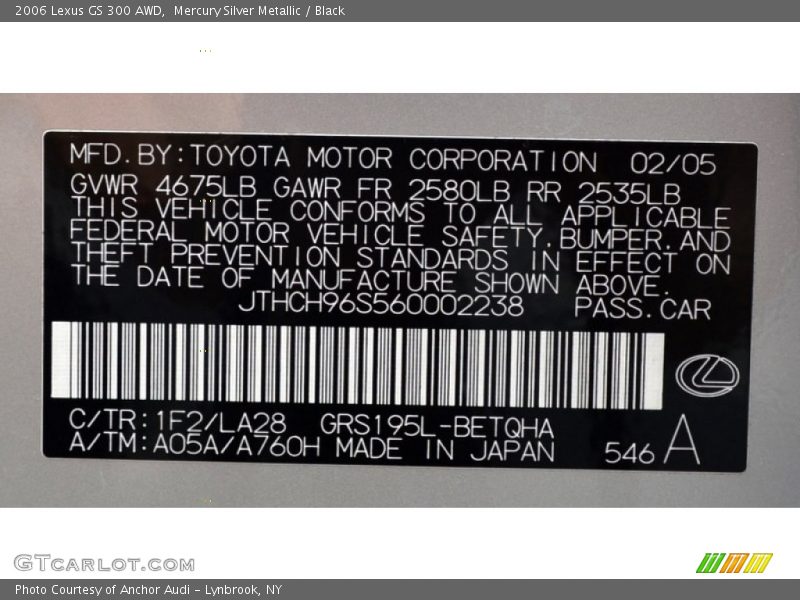 2006 Lexus GS 300 AWD,  Mercury Silver Metallic / Black
MFD. BY: TOYOTA MOTOR CORPORATION 02/05
GVWR 4675LB GAWR FR 2580LB RR 2535LB
THIS VEHICLE CONFORMS TO ALL APPLICABLE
FEDERAL MOTOR VEHICLE SAFETY. BUMPER. AND
THEFT PREVENTION STANDARDS IN EFFECT ON
THE DATE OF MANUFACTURE SHOWN ABOVE.
JTHCH96S560002238 PASS. CAR
C/TR: 1F2/LA28 GRS195L-BETQHA
A/TM: A05A/A760H MADE IN JAPAN 546 A
GTcarlot.com
Photo Courtesy of Anchor Audi - Lynbrook, NY